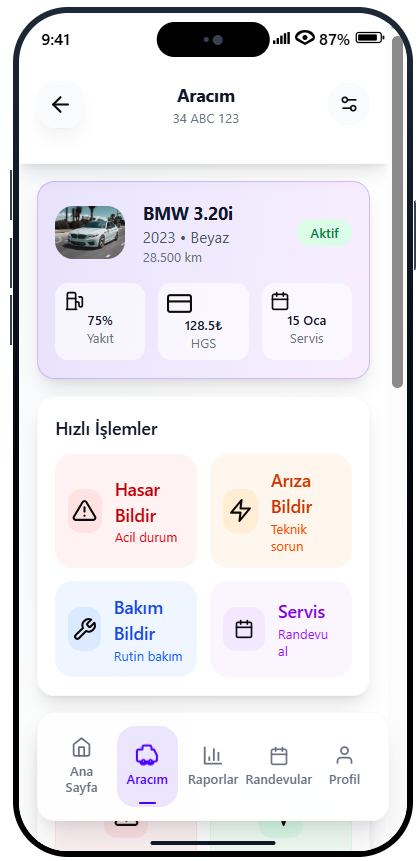 9:41
87%
Aracım
34 ABC 123
BMW 3.20i
2023 • Beyaz
Aktif
28.500 km
75%
Yakıt
128.5₺
HGS
15 Oca
Servis
Hızlı İşlemler
Hasar
Bildir
Acil durum
Arıza
Bildir
Teknik
sorun
Bakım
Bildir
Rutin bakım
Servis
Randevu
al
Ana
Sayfa
Aracım
Raporlar
Randevular
Profil